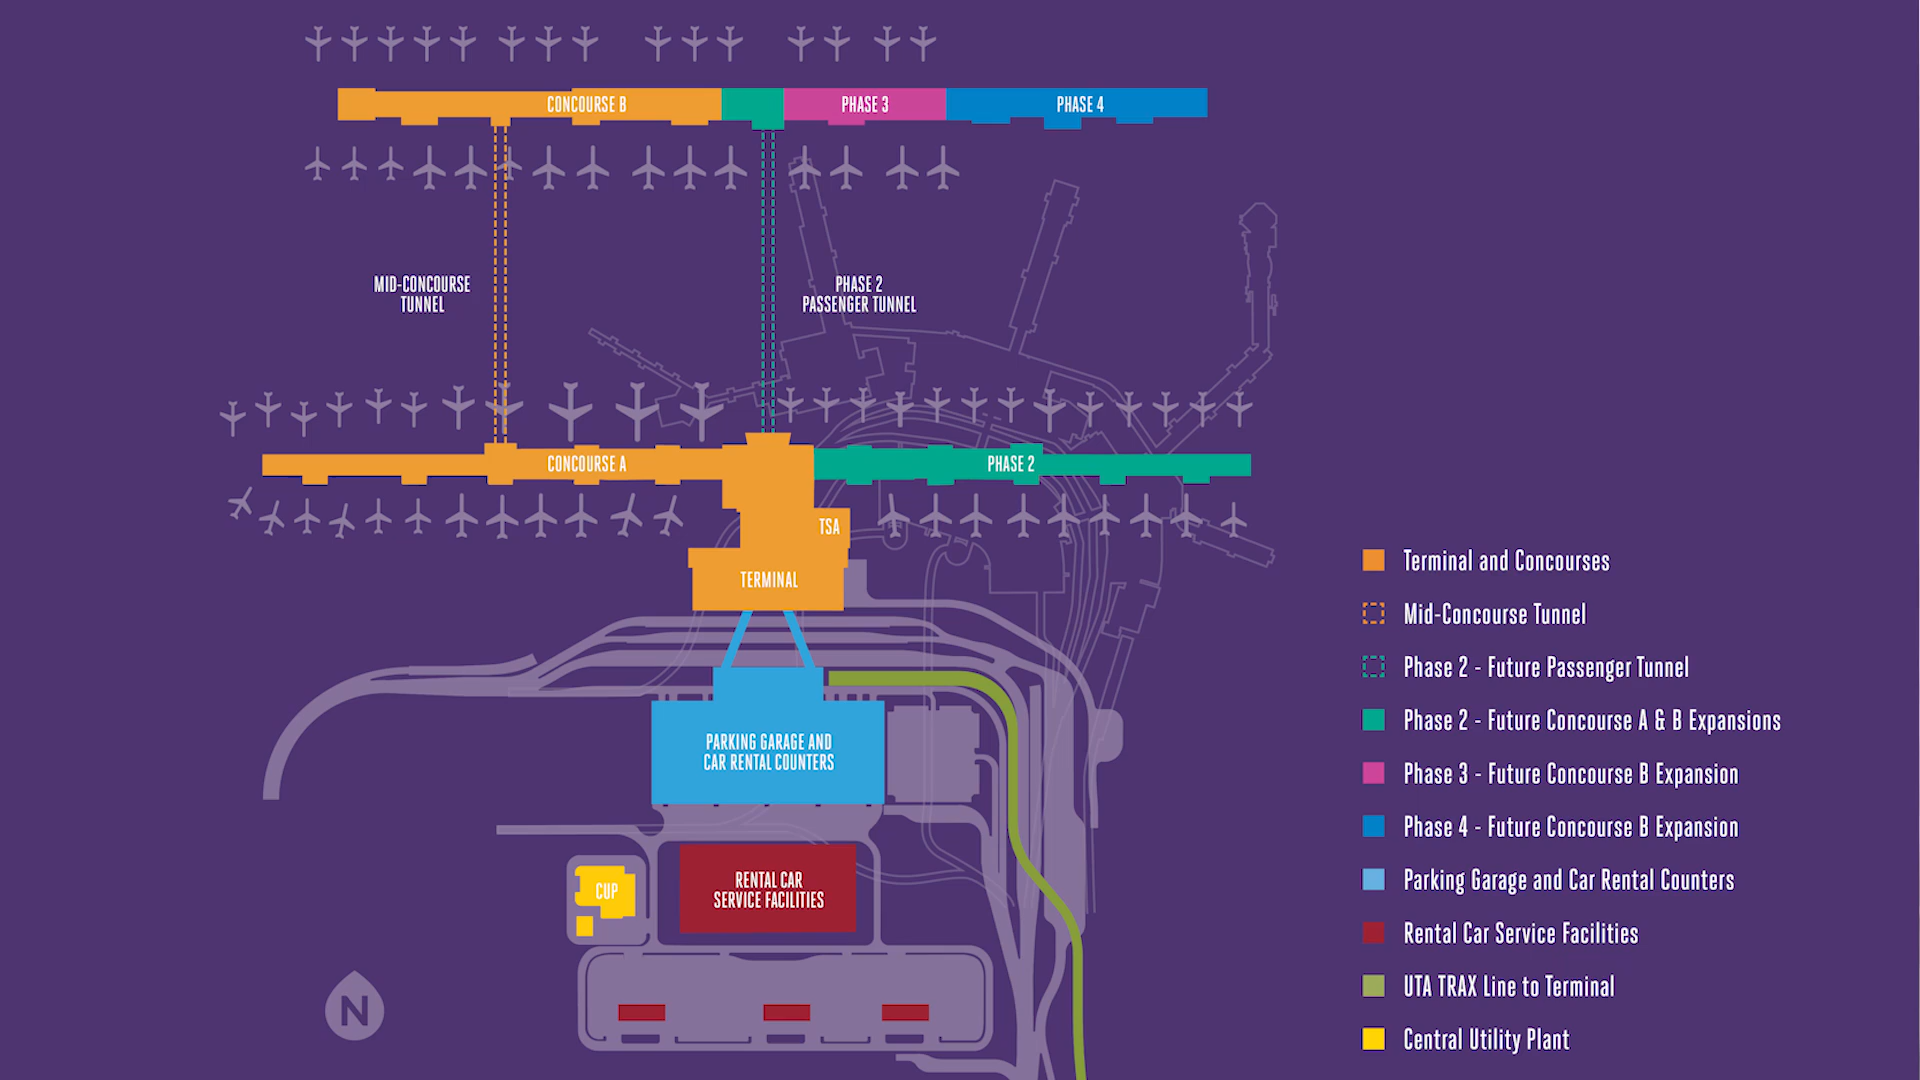 CONCOURSE B
PHASE 3
PHASE 4
MID-CONCOURSE
TUNNEL
PHASE 2
PASSENGER TUNNEL
CONCOURSE A
PHASE 2
TSA
TERMINAL
PARKING GARAGE AND
CAR RENTAL COUNTERS
RENTAL CAR
SERVICE FACILITIES
CUP
N
Terminal and Concourses
Mid-Concourse Tunnel
Phase 2 - Future Passenger Tunnel
Phase 2 - Future Concourse A & B Expansions
Phase 3 - Future Concourse B Expansion
Phase 4 - Future Concourse B Expansion
Parking Garage and Car Rental Counters
Rental Car Service Facilities
UTA TRAX Line to Terminal
Central Utility Plant